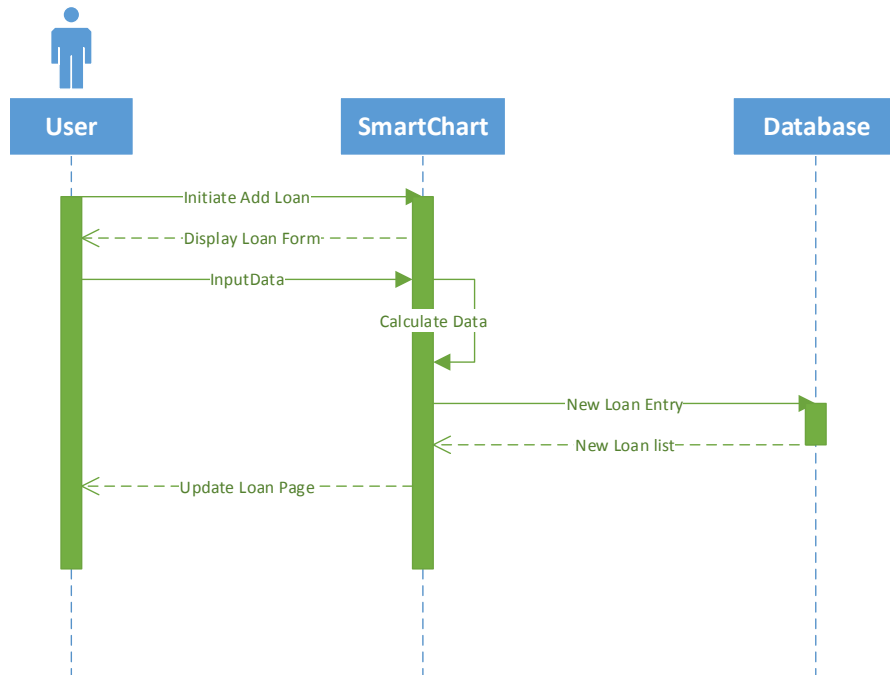 User
SmartChart
Database
Initiate Add Loan
Display Loan Form
InputData
Calculate Data
New Loan Entry
New Loan list
Update Loan Page